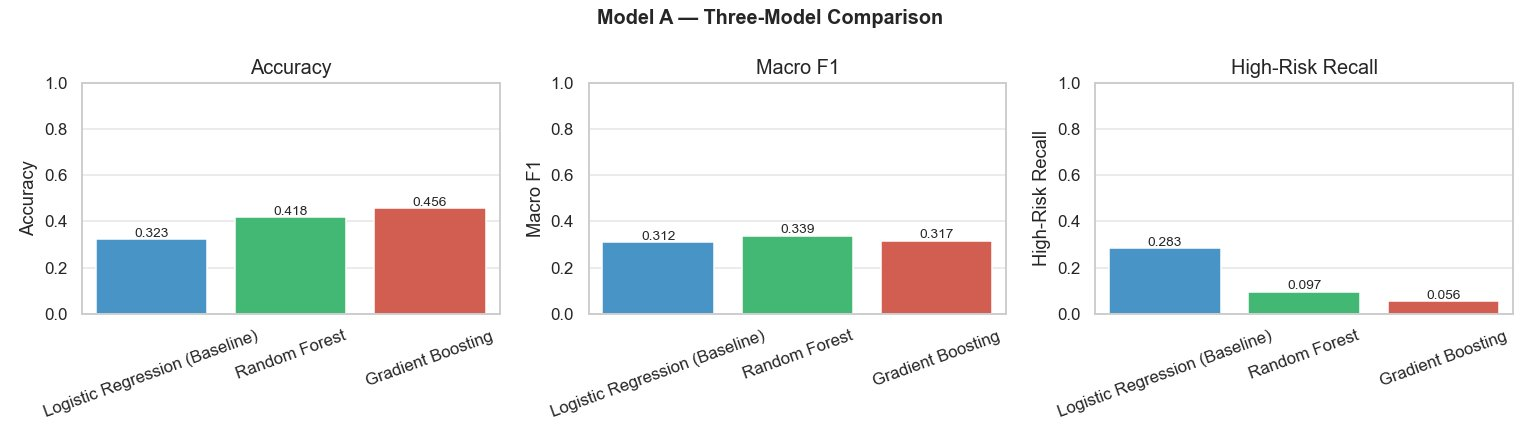 Model A — Three-Model Comparison
Accuracy
Accuracy
1.0
0.8
0.6
0.4
0.2
0.0
0.323
0.418
0.456
Logistic Regression (Baseline)
Random Forest
Gradient Boosting
Macro F1
Macro F1
1.0
0.8
0.6
0.4
0.2
0.0
0.312
0.339
0.317
Logistic Regression (Baseline)
Random Forest
Gradient Boosting
High-Risk Recall
High-Risk Recall
1.0
0.8
0.6
0.4
0.2
0.0
0.283
0.097
0.056
Logistic Regression (Baseline)
Random Forest
Gradient Boosting